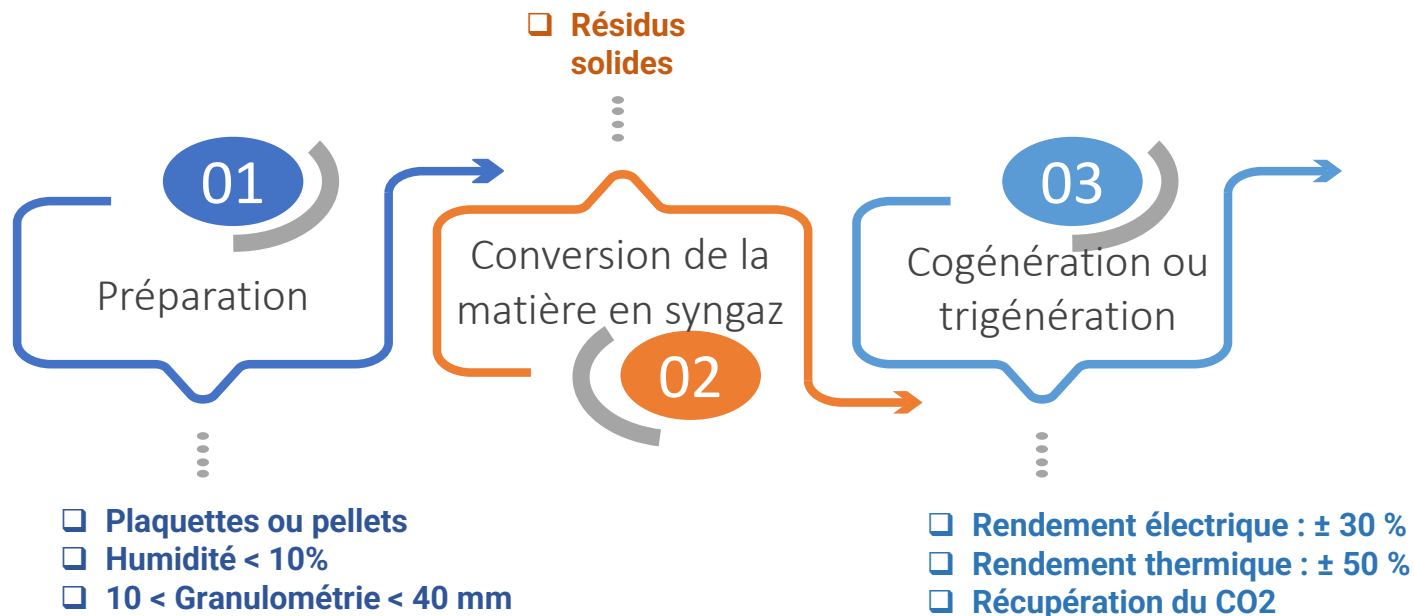 ❑ Résidus
solides
01
Préparation
❑ Plaquettes ou pellets
❑ Humidité < 10%
❑ 10 < Granulométrie < 40 mm
Conversion de la
matière en syngaz
02
03
Cogénération ou
trigénération
❑ Rendement électrique : ± 30 %
❑ Rendement thermique : ± 50 %
❑ Récupération du CO2